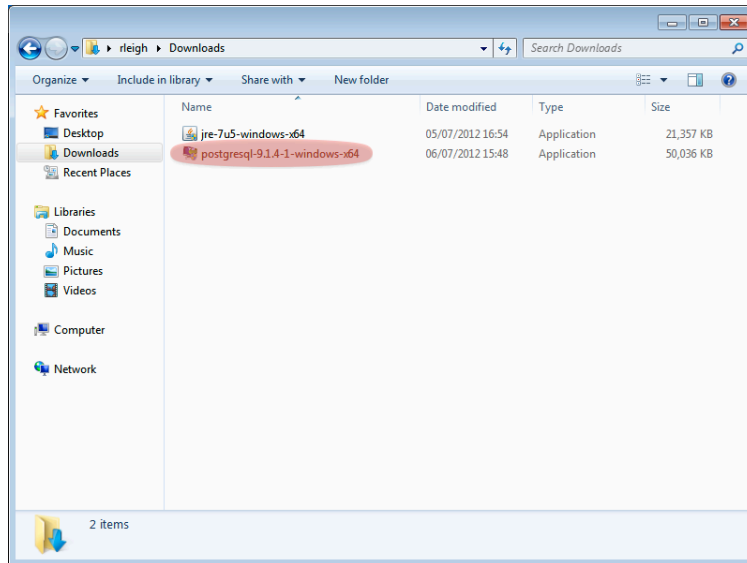 rleigh Downloads Search Downloads
Organize Include in library Share with New folder
Favorites
Desktop
Downloads
Recent Places
Libraries
Documents
Music
Pictures
Videos
Computer
Network
Name Date modified Type Size
jre-7u5-windows-x64 05/07/2012 16:54 Application 21,357 KB
postgresql-9.1.4-1-windows-x64 06/07/2012 15:48 Application 50,036 KB
2 items